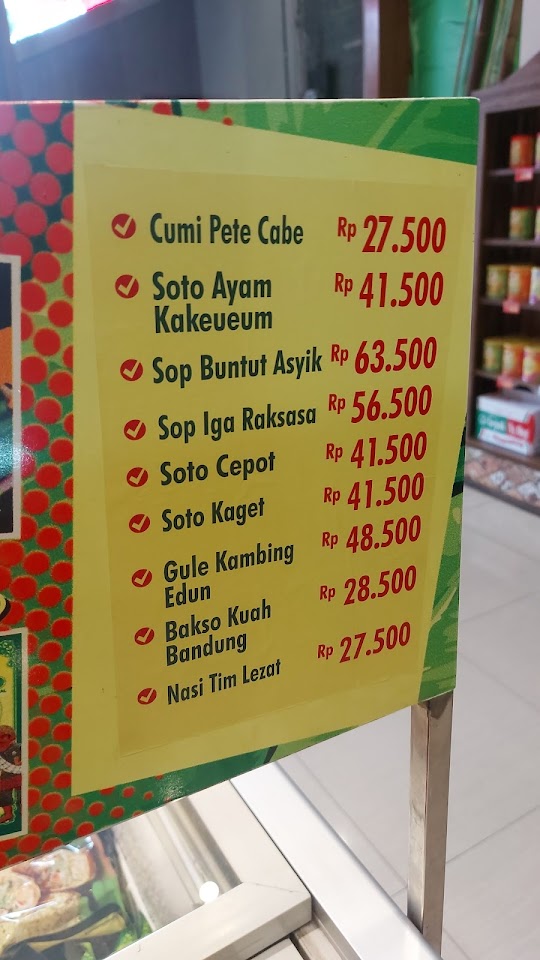 Cumi Pete Cabe Rp 27.500
Soto Ayam Rp 41.500
Kakeueum
Sop Buntut Asyik Rp 63.500
Sop Iga Raksasa Rp 56.500
Soto Cepot Rp 41.500
Soto Kaget Rp 41.500
Gule Kambing Rp 48.500
Edun
Bakso Kuah Rp 28.500
Bandung
Nasi Tim Lezat Rp 27.500